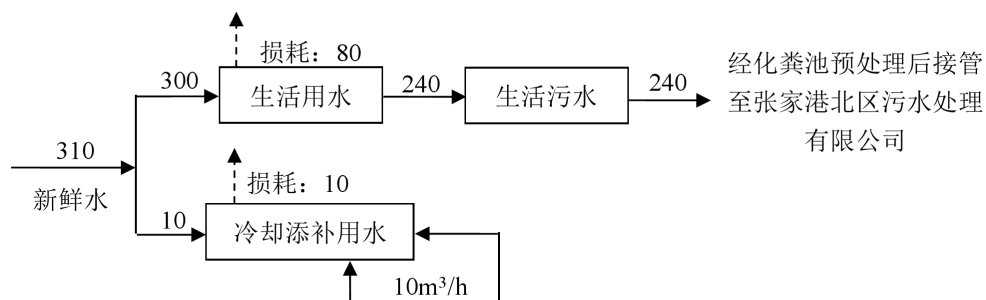 损耗：80
300
生活用水
240
生活污水
240
经化粪池预处理后接管
至张家港北区污水处理
有限公司
310
新鲜水
损耗：10
10
冷却添补用水
10m³/h